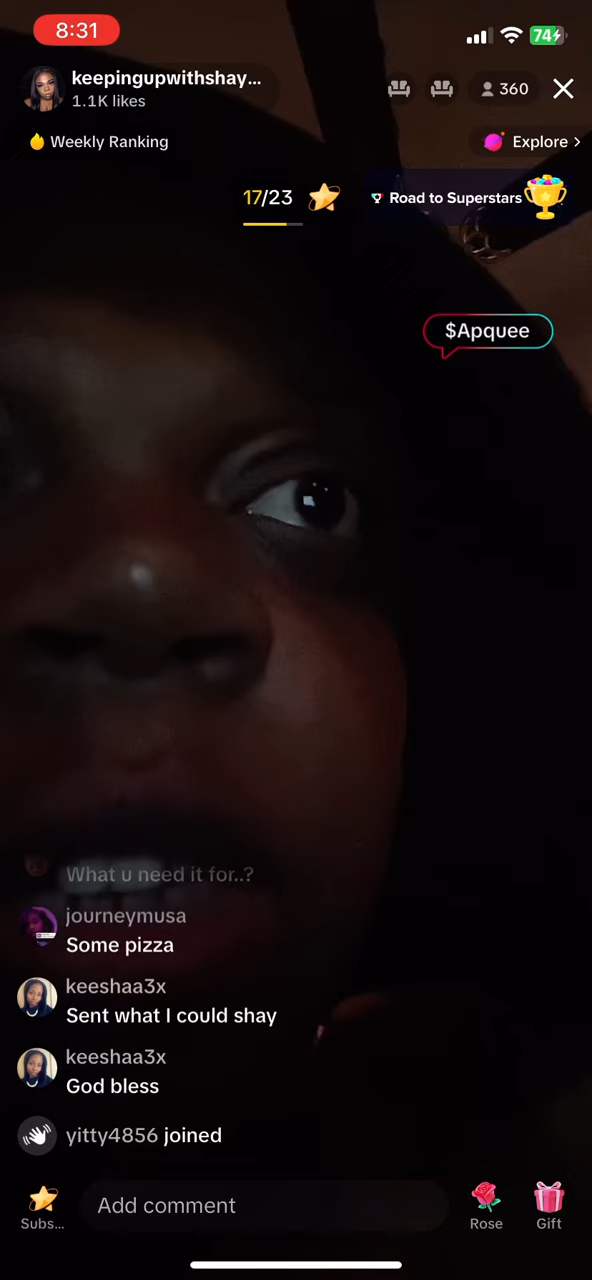 8:31
74
keepingupwithshay...
1.1K likes
360
Weekly Ranking
Explore >
17/23
Road to Superstars
$Apquee
What u need it for..?
journeymusa
Some pizza
keeshaa3x
Sent what I could shay
keeshaa3x
God bless
yitty4856 joined
Subs...
Add comment
Rose
Gift